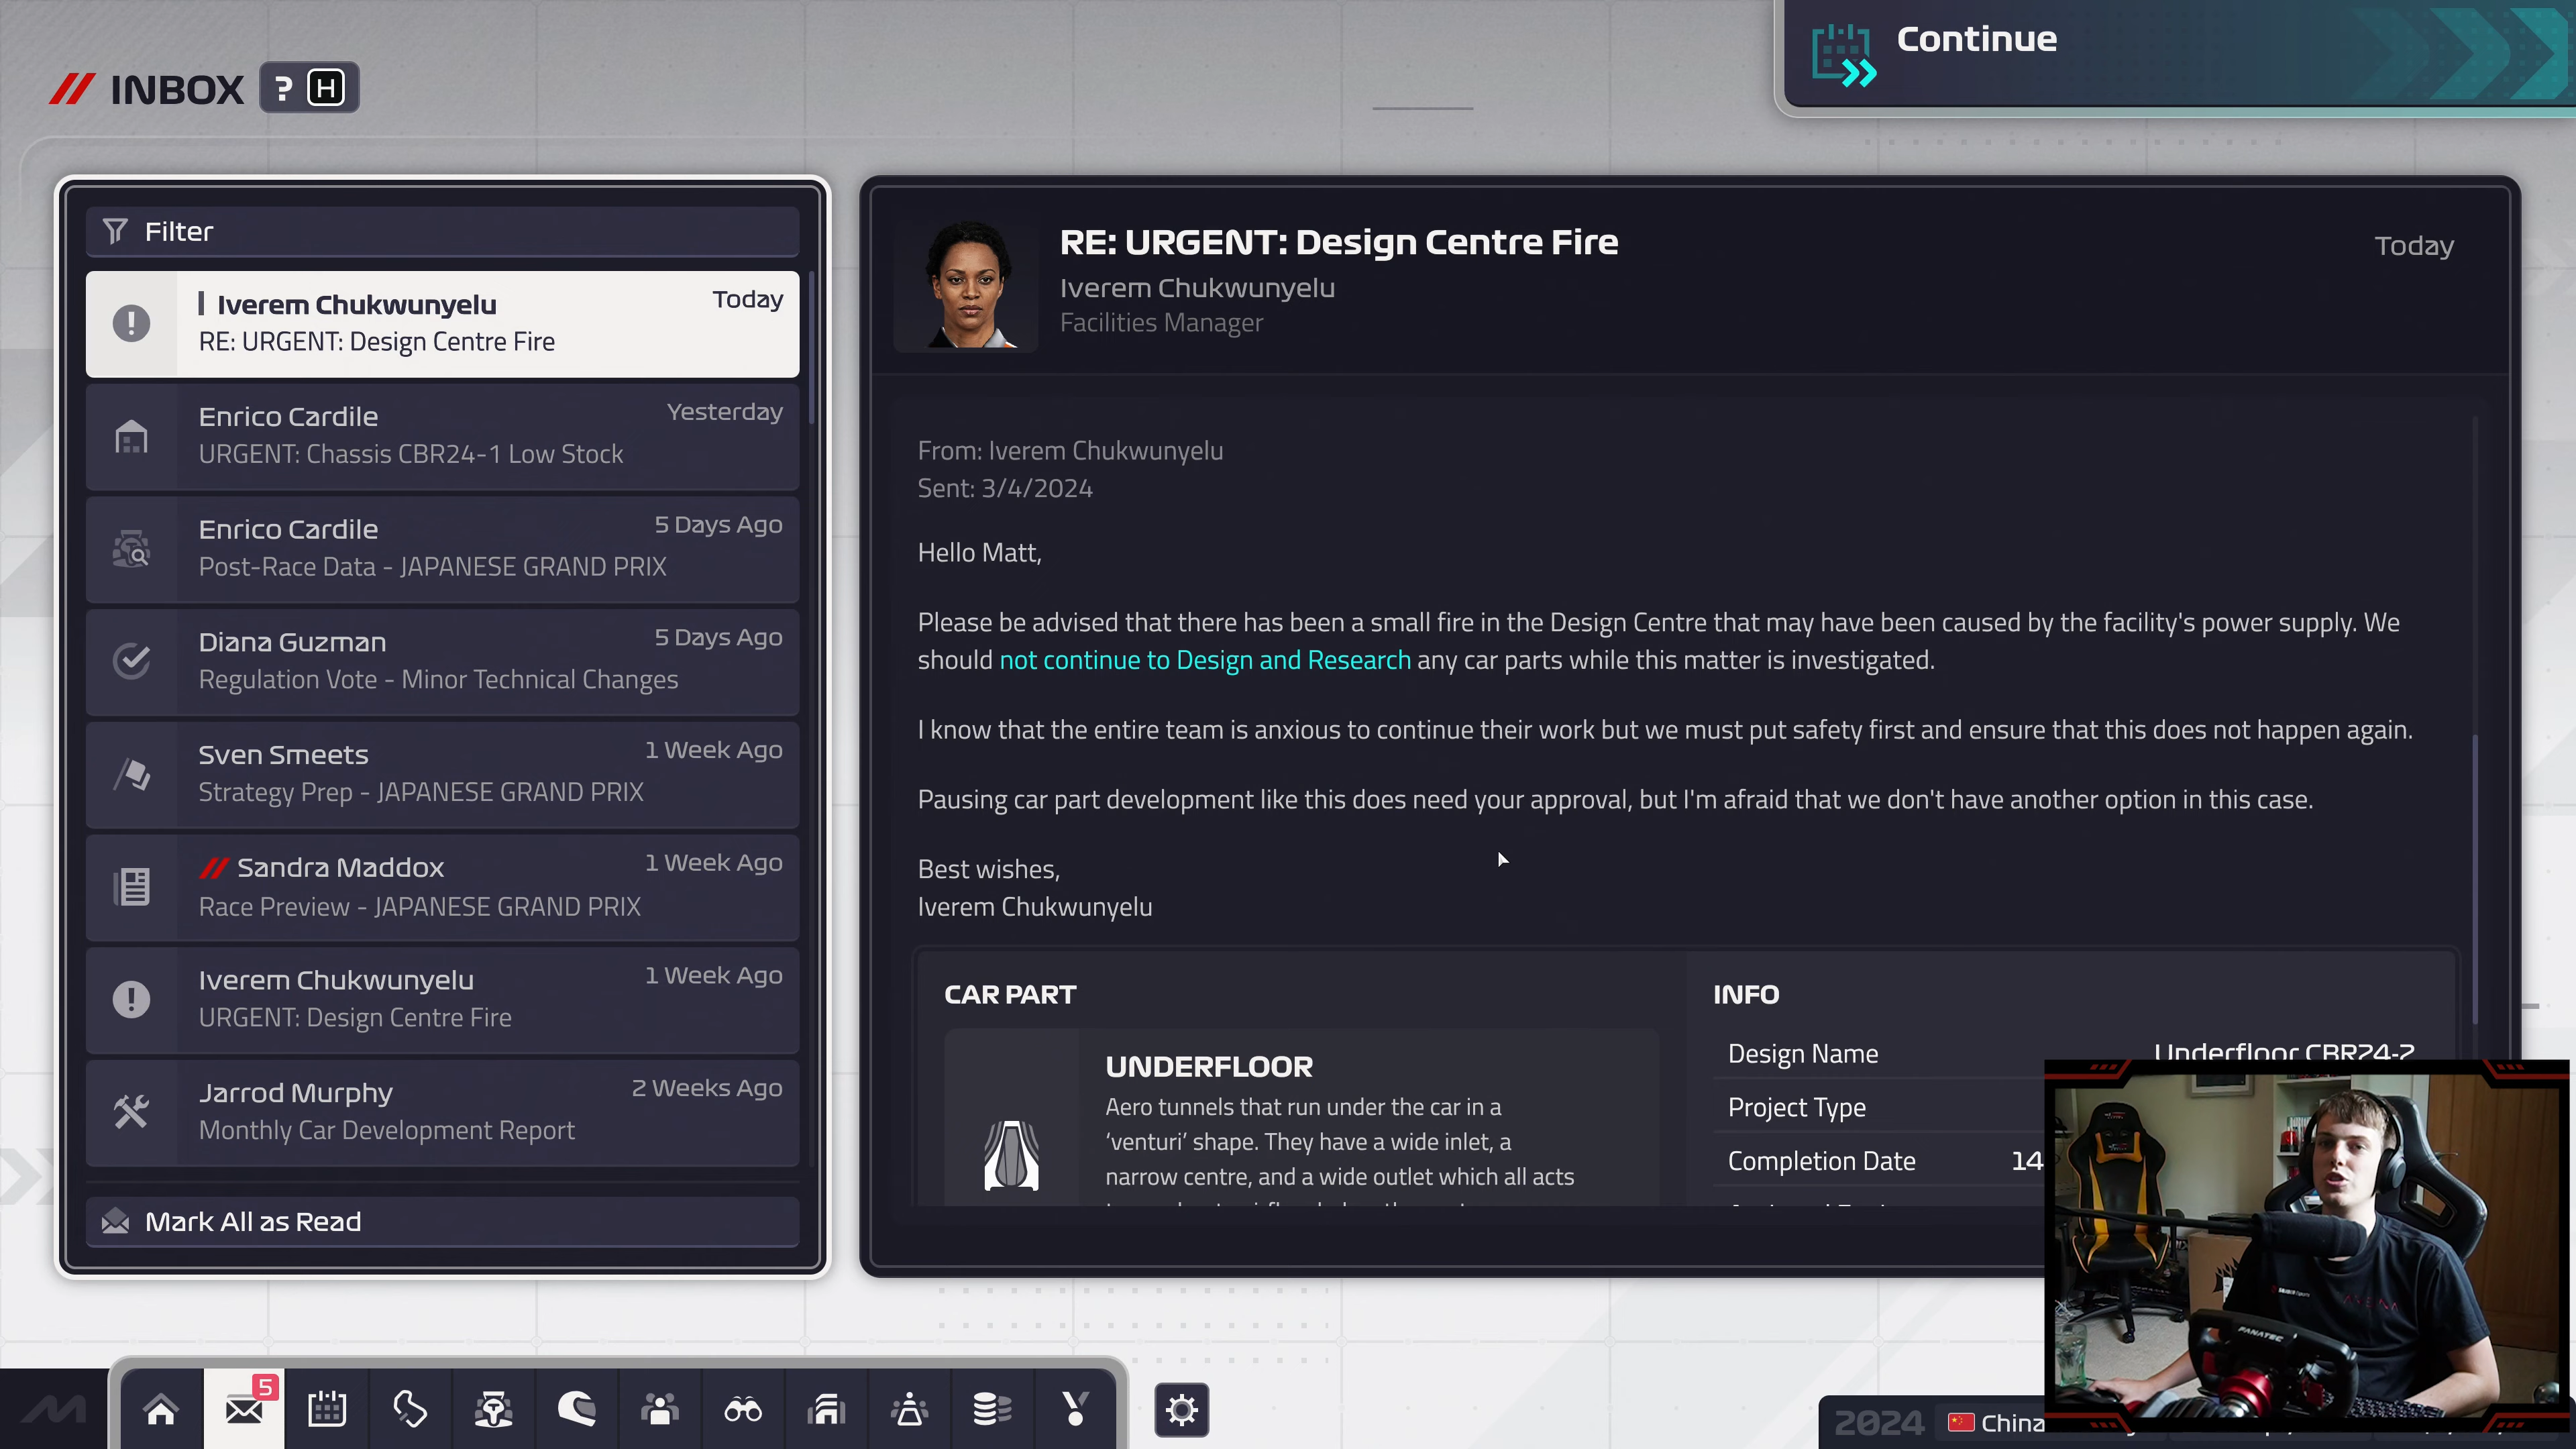 INBOX ? H
Continue
Filter
Iverem Chukwunyelu Today
RE: URGENT: Design Centre Fire
Enrico Cardile Yesterday
URGENT: Chassis CBR24-1 Low Stock
Enrico Cardile 5 Days Ago
Post-Race Data - JAPANESE GRAND PRIX
Diana Guzman 5 Days Ago
Regulation Vote - Minor Technical Changes
Sven Smeets 1 Week Ago
Strategy Prep - JAPANESE GRAND PRIX
Sandra Maddox 1 Week Ago
Race Preview - JAPANESE GRAND PRIX
Iverem Chukwunyelu 1 Week Ago
URGENT: Design Centre Fire
Jarrod Murphy 2 Weeks Ago
Monthly Car Development Report
Mark All as Read
RE: URGENT: Design Centre Fire Today
Iverem Chukwunyelu
Facilities Manager
From: Iverem Chukwunyelu
Sent: 3/4/2024
Hello Matt,
Please be advised that there has been a small fire in the Design Centre that may have been caused by the facility's power supply. We
should not continue to Design and Research any car parts while this matter is investigated.
I know that the entire team is anxious to continue their work but we must put safety first and ensure that this does not happen again.
Pausing car part development like this does need your approval, but I'm afraid that we don't have another option in this case.
Best wishes,
Iverem Chukwunyelu
CAR PART
UNDERFLOOR
Aero tunnels that run under the car in a
‘venturi’ shape. They have a wide inlet, a
narrow centre, and a wide outlet which all acts
INFO
Design Name Underfloor CBR24-2
Project Type
Completion Date 14
FANATEC
5
2024 China